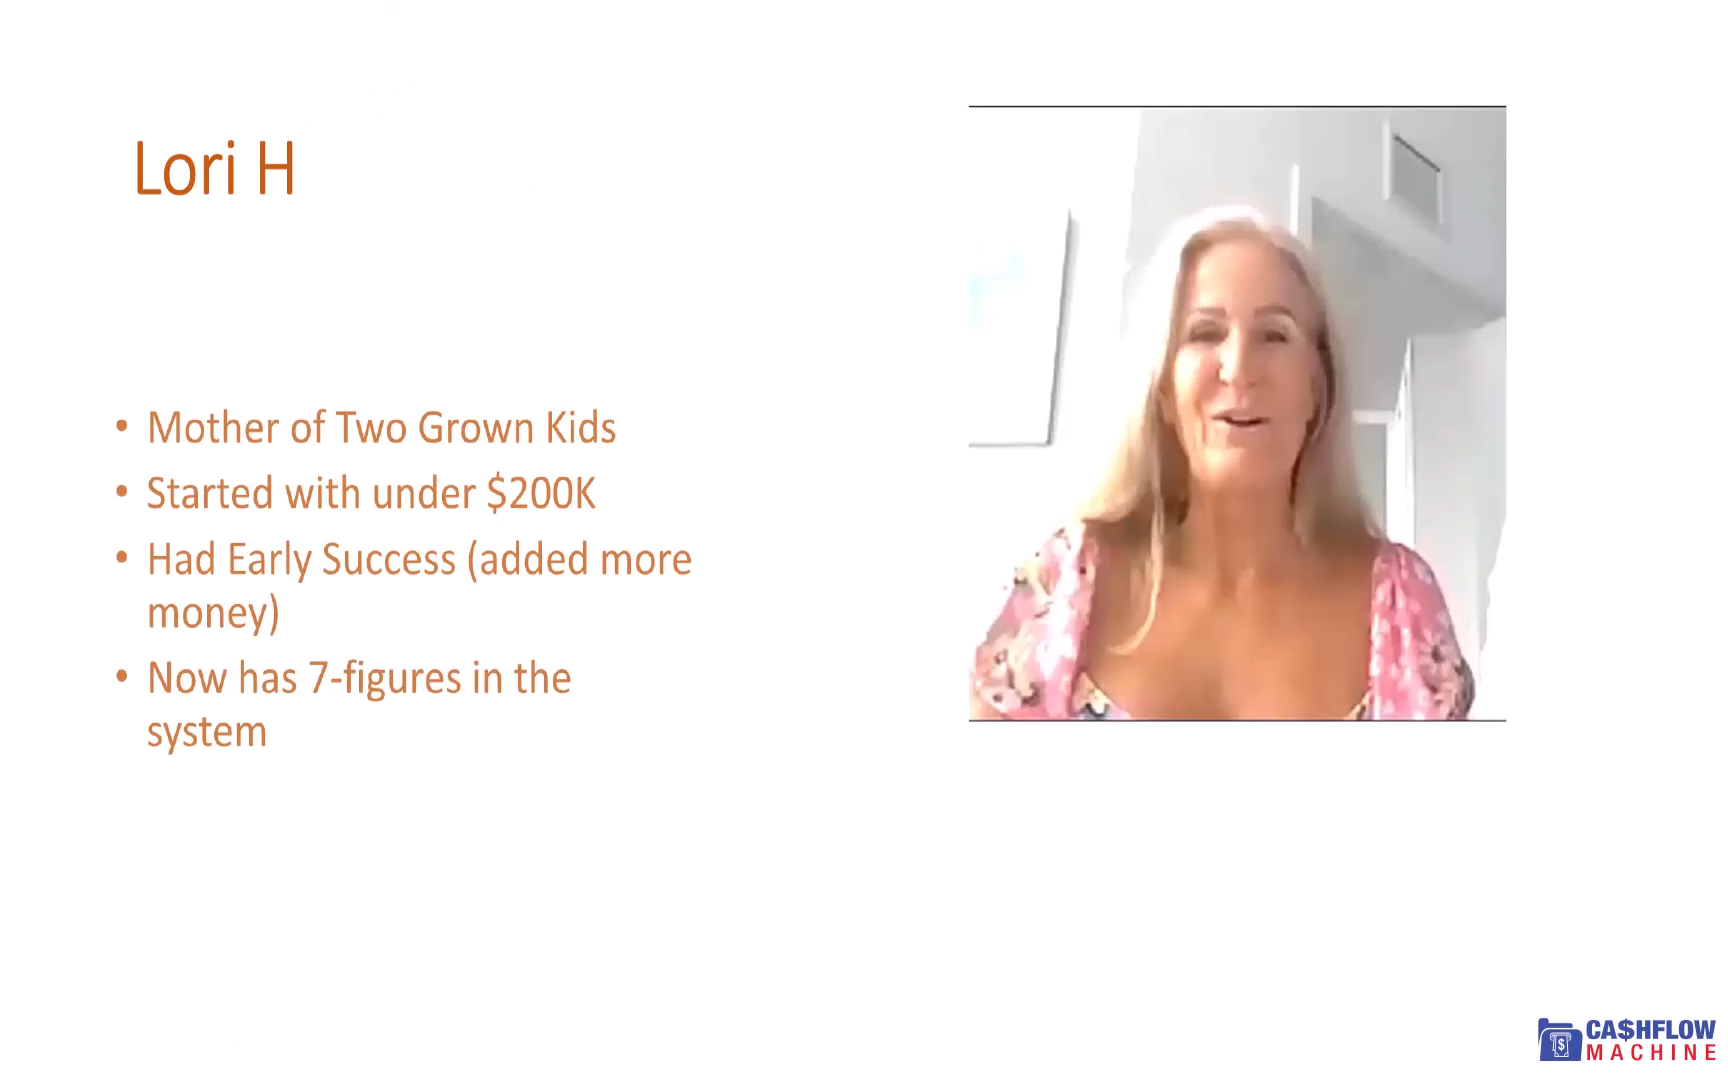 Lori H
• Mother of Two Grown Kids
• Started with under $200K
• Had Early Success (added more
money)
• Now has 7-figures in the
system
CA$HFLOW
MACHINE